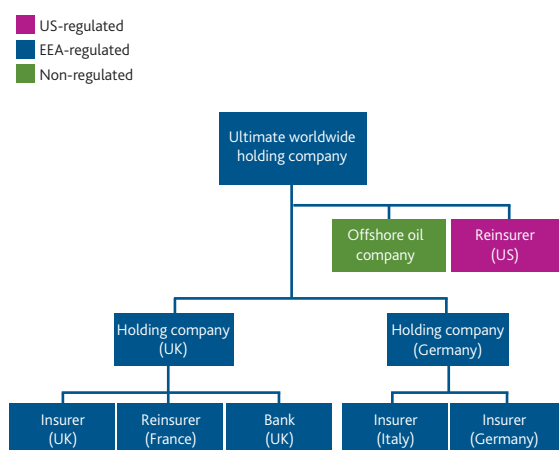 US-regulated
EEA-regulated
Non-regulated
Ultimate worldwide
holding company
Offshore oil
company
Reinsurer
(US)
Holding company
(UK)
Holding company
(Germany)
Insurer
(UK)
Reinsurer
(France)
Bank
(UK)
Insurer
(Italy)
Insurer
(Germany)